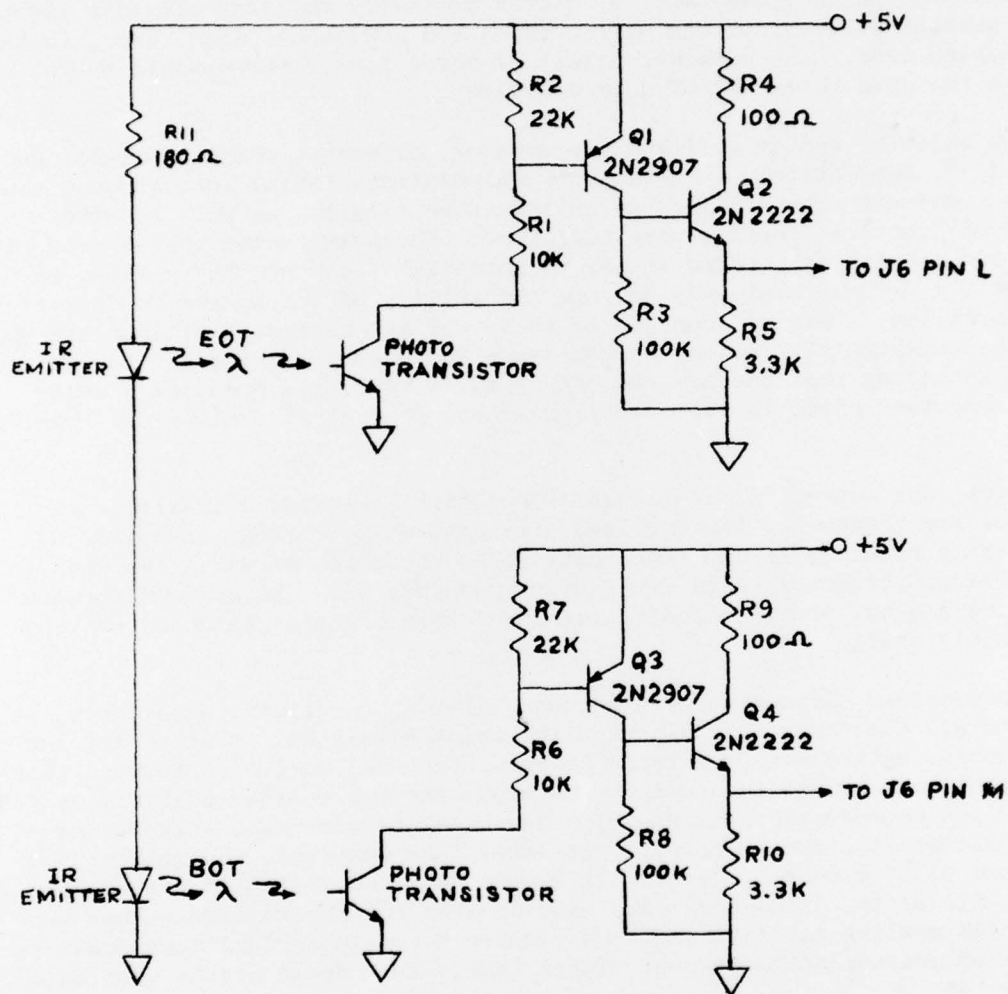 +5V
R2
22K
R4
100Ω
R11
180Ω
Q1
2N2907
Q2
2N2222
R1
10K
TO J6 PIN L
R3
100K
R5
3.3K
IR
EMITTER
EOT
λ
PHOTO
TRANSISTOR
+5V
R7
22K
R9
100Ω
Q3
2N2907
Q4
2N2222
R6
10K
TO J6 PIN M
R8
100K
R10
3.3K
IR
EMITTER
BOT
λ
PHOTO
TRANSISTOR